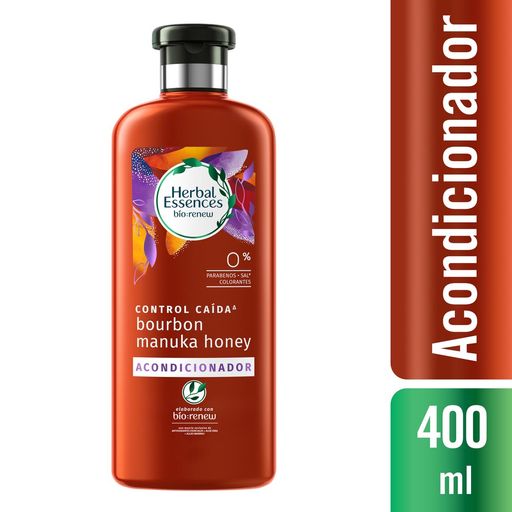 Herbal
Essences
bio:renew
0%
PARABENOS - SAL*
COLORANTES
CONTROL CAÍDA∆
bourbon
manuka honey
ACONDICIONADOR
elaborado con
bio:renew
Acondicionador
400
ml